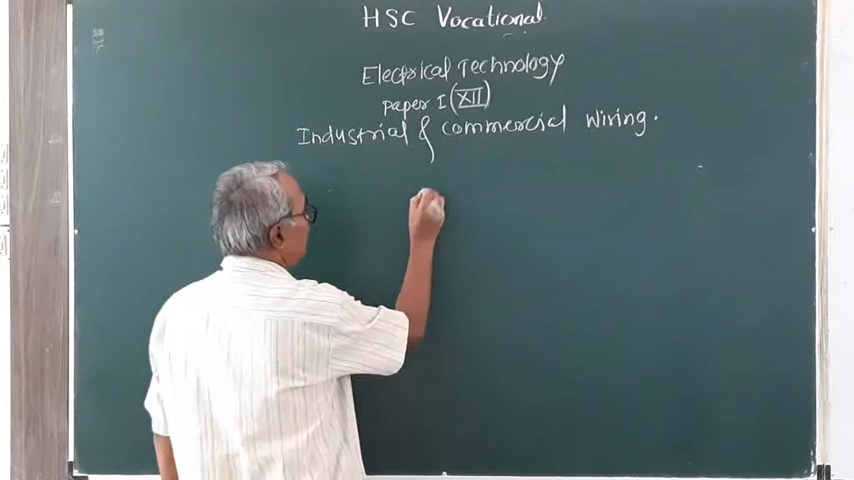 HSC Vocational
Electrical Technology
Paper I (XII)
Industrial & commercial wiring.